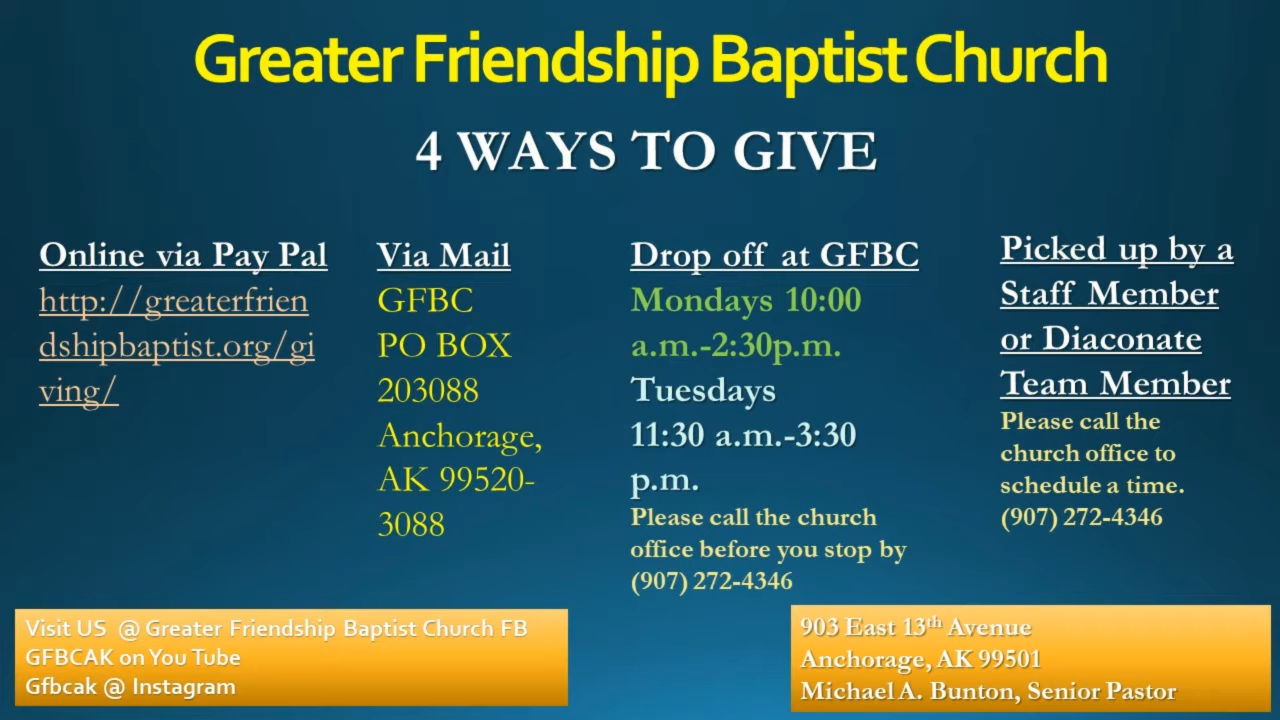 Greater Friendship Baptist Church
4 WAYS TO GIVE
Online via Pay Pal
http://greaterfrien
dshipbaptist.org/gi
ving/
Via Mail
GFBC
PO BOX
203088
Anchorage,
AK 99520-
3088
Drop off at GFBC
Mondays 10:00
a.m.-2:30p.m.
Tuesdays
11:30 a.m.-3:30
p.m.
Please call the church
office before you stop by
(907) 272-4346
Picked up by a
Staff Member
or Diaconate
Team Member
Please call the
church office to
schedule a time.
(907) 272-4346
Visit US @ Greater Friendship Baptist Church FB
GFBCAK on You Tube
Gfbcak @ Instagram
903 East 13th Avenue
Anchorage, AK 99501
Michael A. Bunton, Senior Pastor